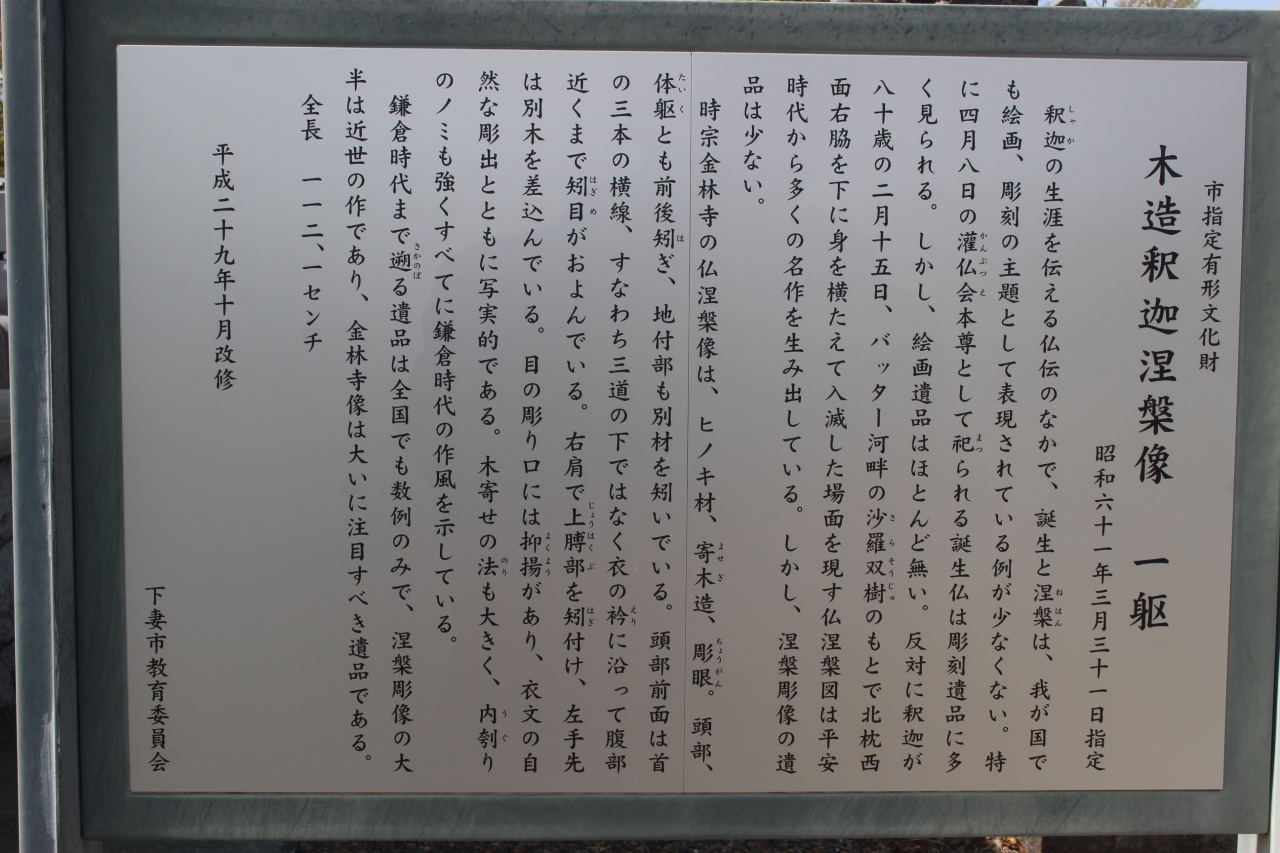 市指定有形文化財
木造釈迦涅槃像　一躯
昭和六十一年三月三十一日指定
釈迦の生涯を伝える仏伝のなかで、誕生と涅槃は、我が国で
も絵画、彫刻の主題として表現されている例が少なくない。特
に四月八日の灌仏会本尊として祀られる誕生仏は彫刻遺品に多
く見られる。しかし、絵画遺品はほとんど無い。反対に釈迦が
八十歳の二月十五日、バッター河畔の沙羅双樹のもとで北枕西
面右脇を下に身を横たえて入滅した場面を現す仏涅槃図は平安
時代から多くの名作を生み出している。しかし、涅槃彫像の遺
品は少ない。
時宗金林寺の仏涅槃像は、ヒノキ材、寄木造、彫眼。頭部、
体躯とも前後矧ぎ、地付部も別材を矧いでいる。頭部前面は首
の三本の横線、すなわち三道の下ではなく衣の衿に沿って腹部
近くまで矧目がおよんでいる。右肩で上膊部を矧付け、左手先
は別木を差込んでいる。目の彫り口には抑揚があり、衣文の自
然な彫出とともに写実的である。木寄せの法も大きく、内刳り
のノミも強くすべてに鎌倉時代の作風を示している。
鎌倉時代まで遡る遺品は全国でも数例のみで、涅槃彫像の大
半は近世の作であり、金林寺像は大いに注目すべき遺品である。
全長　一一二、一センチ
平成二十九年十月改修
下妻市教育委員会